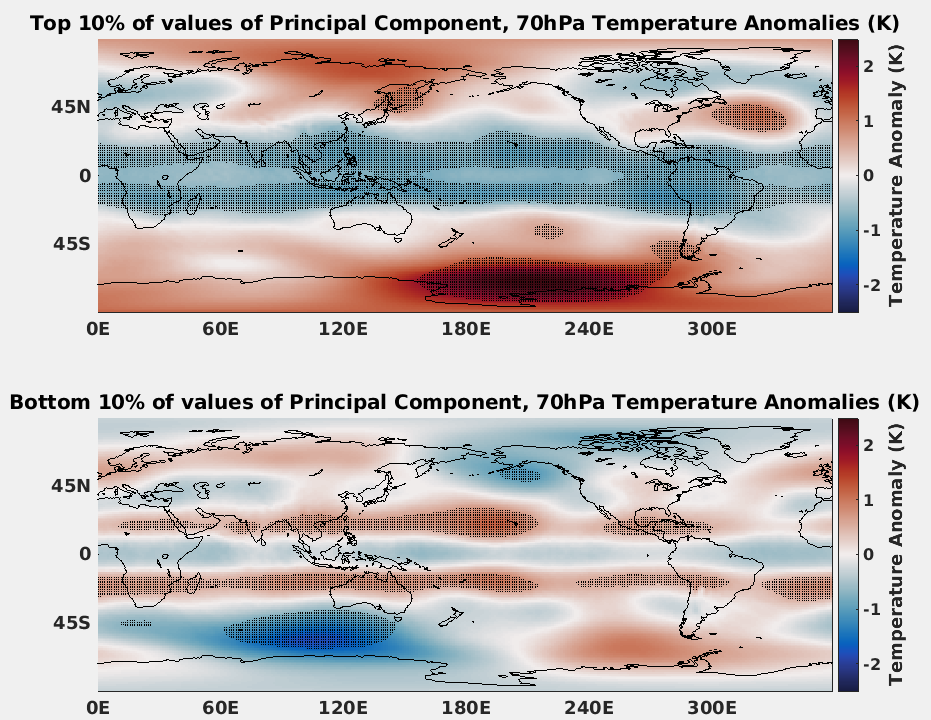 Top 10% of values of Principal Component, 70hPa Temperature Anomalies (K)
45N
0
45S
0E 60E 120E 180E 240E 300E
2
1
0
-1
-2
Temperature Anomaly (K)
Bottom 10% of values of Principal Component, 70hPa Temperature Anomalies (K)
45N
0
45S
0E 60E 120E 180E 240E 300E
2
1
0
-1
-2
Temperature Anomaly (K)